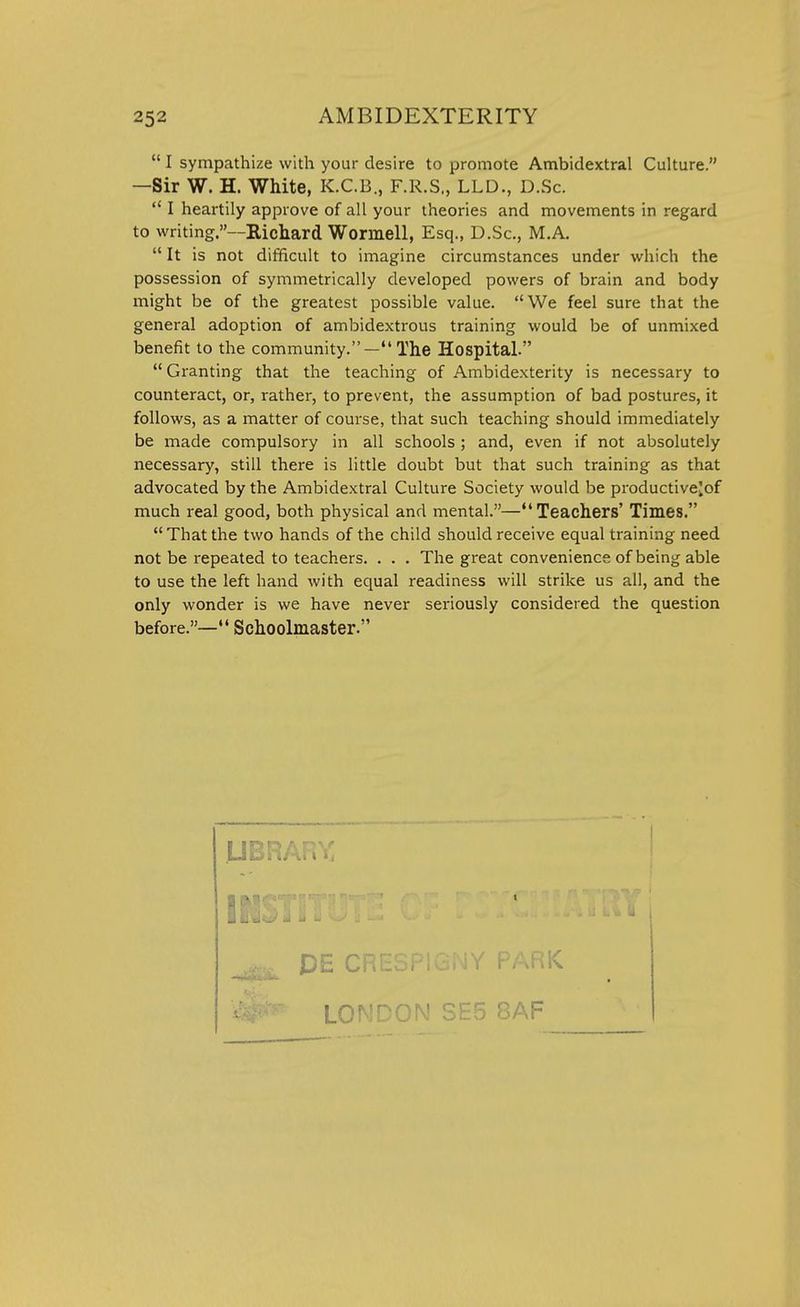 252 AMBIDEXTERITY
“ I sympathize with your desire to promote Ambidextral Culture.”
—Sir W. H. White, K.C.B., F.R.S., LLD., D.Sc.
“ I heartily approve of all your theories and movements in regard
to writing.”—Richard Wormell, Esq., D.Sc., M.A.
“ It is not difficult to imagine circumstances under which the
possession of symmetrically developed powers of brain and body
might be of the greatest possible value. “ We feel sure that the
general adoption of ambidextrous training would be of unmixed
benefit to the community.” —“ The Hospital.”
“ Granting that the teaching of Ambidexterity is necessary to
counteract, or, rather, to prevent, the assumption of bad postures, it
follows, as a matter of course, that such teaching should immediately
be made compulsory in all schools ; and, even if not absolutely
necessary, still there is little doubt but that such training as that
advocated by the Ambidextral Culture Society would be productive of
much real good, both physical and mental.”—“ Teachers’ Times.”
“ That the two hands of the child should receive equal training need
not be repeated to teachers. . . . The great convenience of being able
to use the left hand with equal readiness will strike us all, and the
only wonder is we have never seriously considered the question
before.”—“ Schoolmaster.”
LIBRARY,
INSTITUTE OF PSYCHIATRY
DE CRESPIGNY PARK
LONDON SE5 8AF